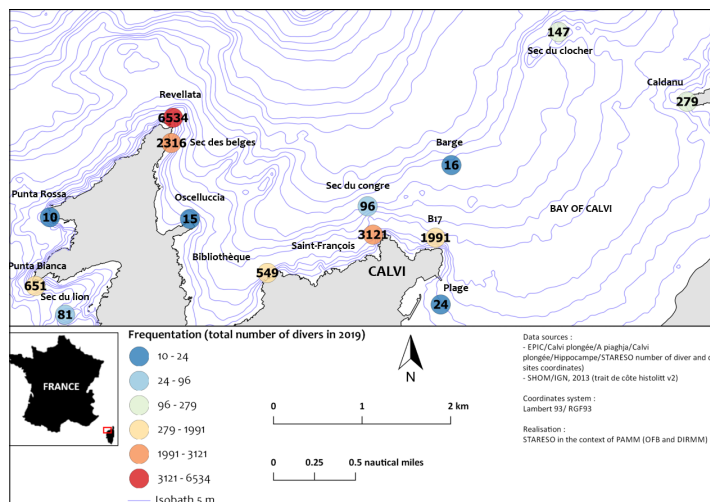 147
Sec du clocher
Caldanu
279
Revellata
6534
2316 Sec des belges
Barge
16
Punta Rossa
10
Oscelluccia
15
Sec du congre
96
BAY OF CALVI
B17
1991
Saint-François
3121
Bibliothèque
549
CALVI
Punta Bianca
651
Sec du lion
81
Plage
24
FRANCE
Frequentation (total number of divers in 2019)
10 - 24
24 - 96
96 - 279
279 - 1991
1991 - 3121
3121 - 6534
Isobath 5 m
N
0 1 2 km
0 0.25 0.5 nautical miles
Data sources :
- EPIC/Calvi plongée/A piaghja/Calvi
plongée/Hippocampe/STARESO number of diver and
sites coordinates)
- SHOM/IGN, 2013 (trait de côte histolitt v2)
Coordinates system :
Lambert 93/ RGF93
Realisation :
STARESO in the context of PAMM (OFB and DIRMM)